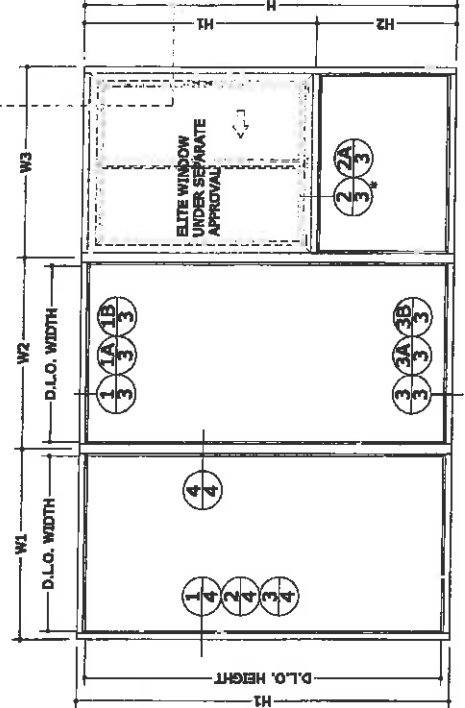 W1
W2
W3
D.L.O. WIDTH
D.L.O. WIDTH
H1
D.L.O. HEIGHT
H1
H2
H
1
4
2
4
3
4
4
4
1
3
1A
3
1B
3
3
3
3A
3
3B
3
ELITE WINDOW
UNDER SEPARATE
APPROVAL
2
3
*
2A
3